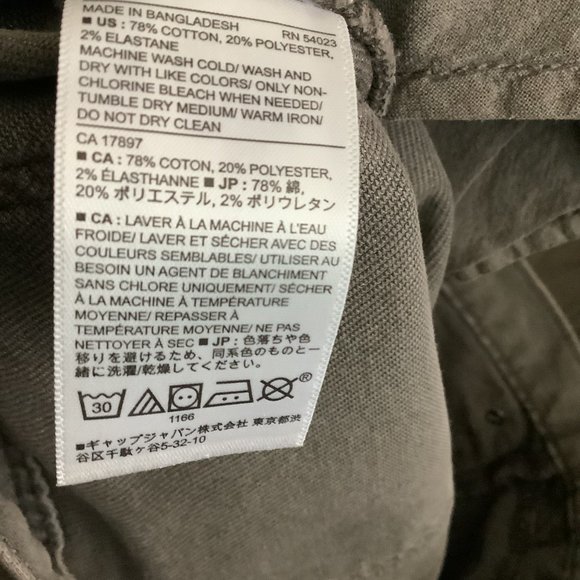 MADE IN BANGLADESH RN 54023
■ US : 78% COTTON, 20% POLYESTER,
2% ELASTANE
MACHINE WASH COLD/ WASH AND
DRY WITH LIKE COLORS/ ONLY NON-
CHLORINE BLEACH WHEN NEEDED/
TUMBLE DRY MEDIUM/ WARM IRON/
DO NOT DRY CLEAN
CA 17897
■ CA : 78% COTTON, 20% POLYESTER,
2% ÉLASTHANNE ■ JP : 78% 綿,
20% ポリエステル, 2% ポリウレタン
■ CA : LAVER À LA MACHINE À L'EAU
FROIDE/ LAVER ET SÉCHER AVEC DES
COULEURS SEMBLABLES/ UTILISER AU
BESOIN UN AGENT DE BLANCHIMENT
SANS CHLORE UNIQUEMENT/ SÉCHER
À LA MACHINE À TEMPÉRATURE
MOYENNE/ REPASSER À
TEMPÉRATURE MOYENNE/ NE PAS
NETTOYER À SEC ■ JP : 色落ちや色
移りを避けるため、同系色のものと一
緒に洗濯/乾燥してください。
30 ®
1166
■ギャップジャパン株式会社 東京都渋
谷区千駄ヶ谷5-32-10